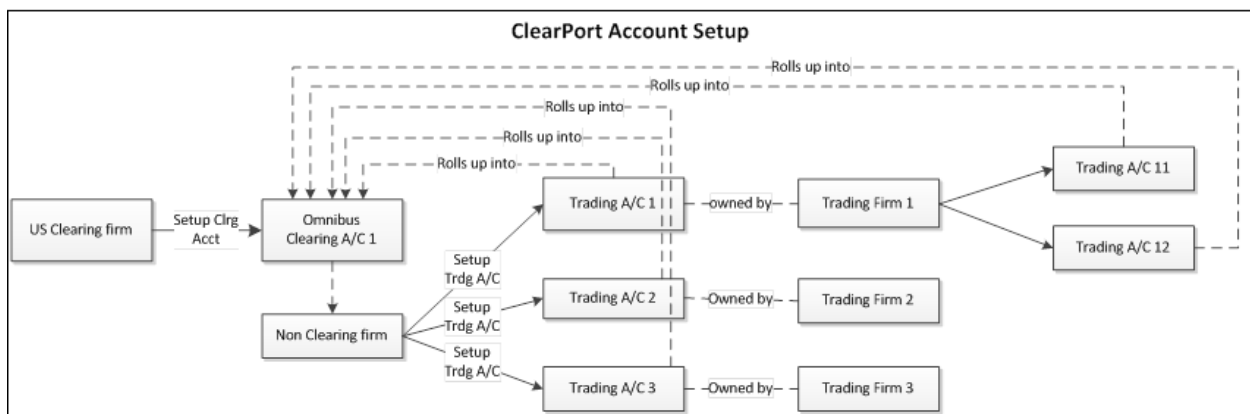 ClearPort Account Setup
Rolls up into
Rolls up into
Rolls up into
Rolls up into
Rolls up into
US Clearing firm
Setup Clrg
Acct
Omnibus
Clearing A/C 1
Trading A/C 1
owned by
Trading Firm 1
Trading A/C 11
Trading A/C 12
Setup
Trdg A/C
Non Clearing firm
Setup
Trdg A/C
Trading A/C 2
Owned by
Trading Firm 2
Setup
Trdg A/C
Trading A/C 3
Owned by
Trading Firm 3